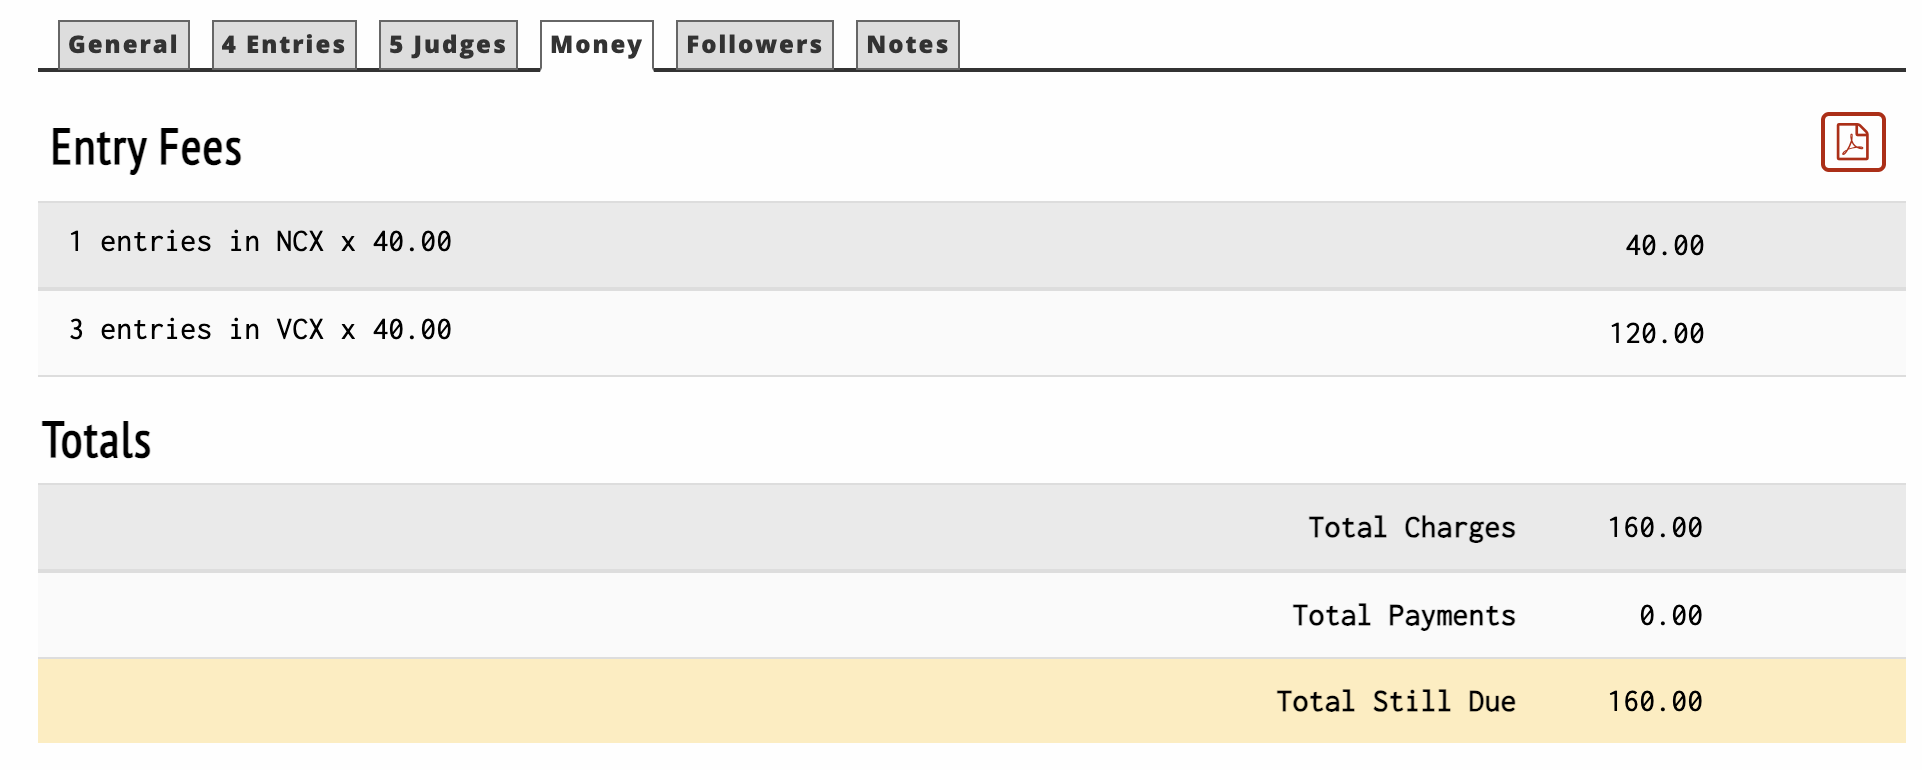 General 4 Entries 5 Judges Money Followers Notes
Entry Fees
1 entries in NCX x 40.00 40.00
3 entries in VCX x 40.00 120.00
Totals
Total Charges 160.00
Total Payments 0.00
Total Still Due 160.00